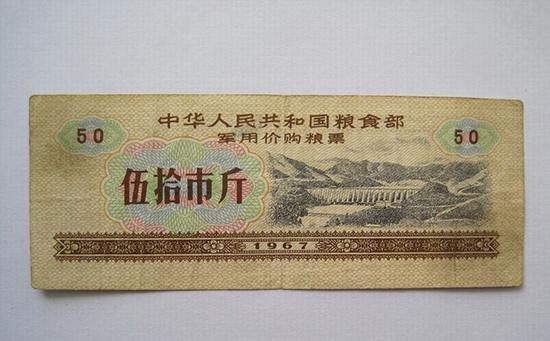 中华人民共和国粮食部
50 50
军用价购粮票
伍拾市斤
1967